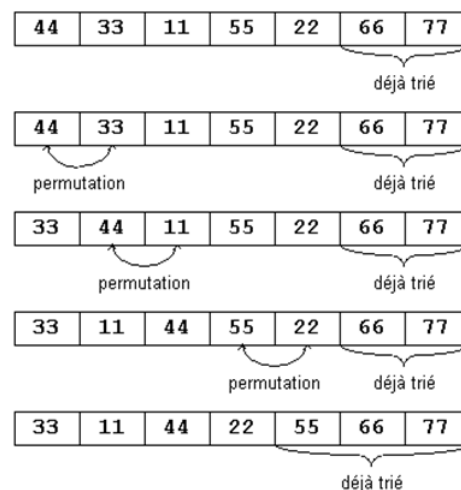 44 33 11 55 22 66 77
déjà trié
44 33 11 55 22 66 77
permutation déjà trié
33 44 11 55 22 66 77
permutation déjà trié
33 11 44 55 22 66 77
permutation déjà trié
33 11 44 22 55 66 77
déjà trié